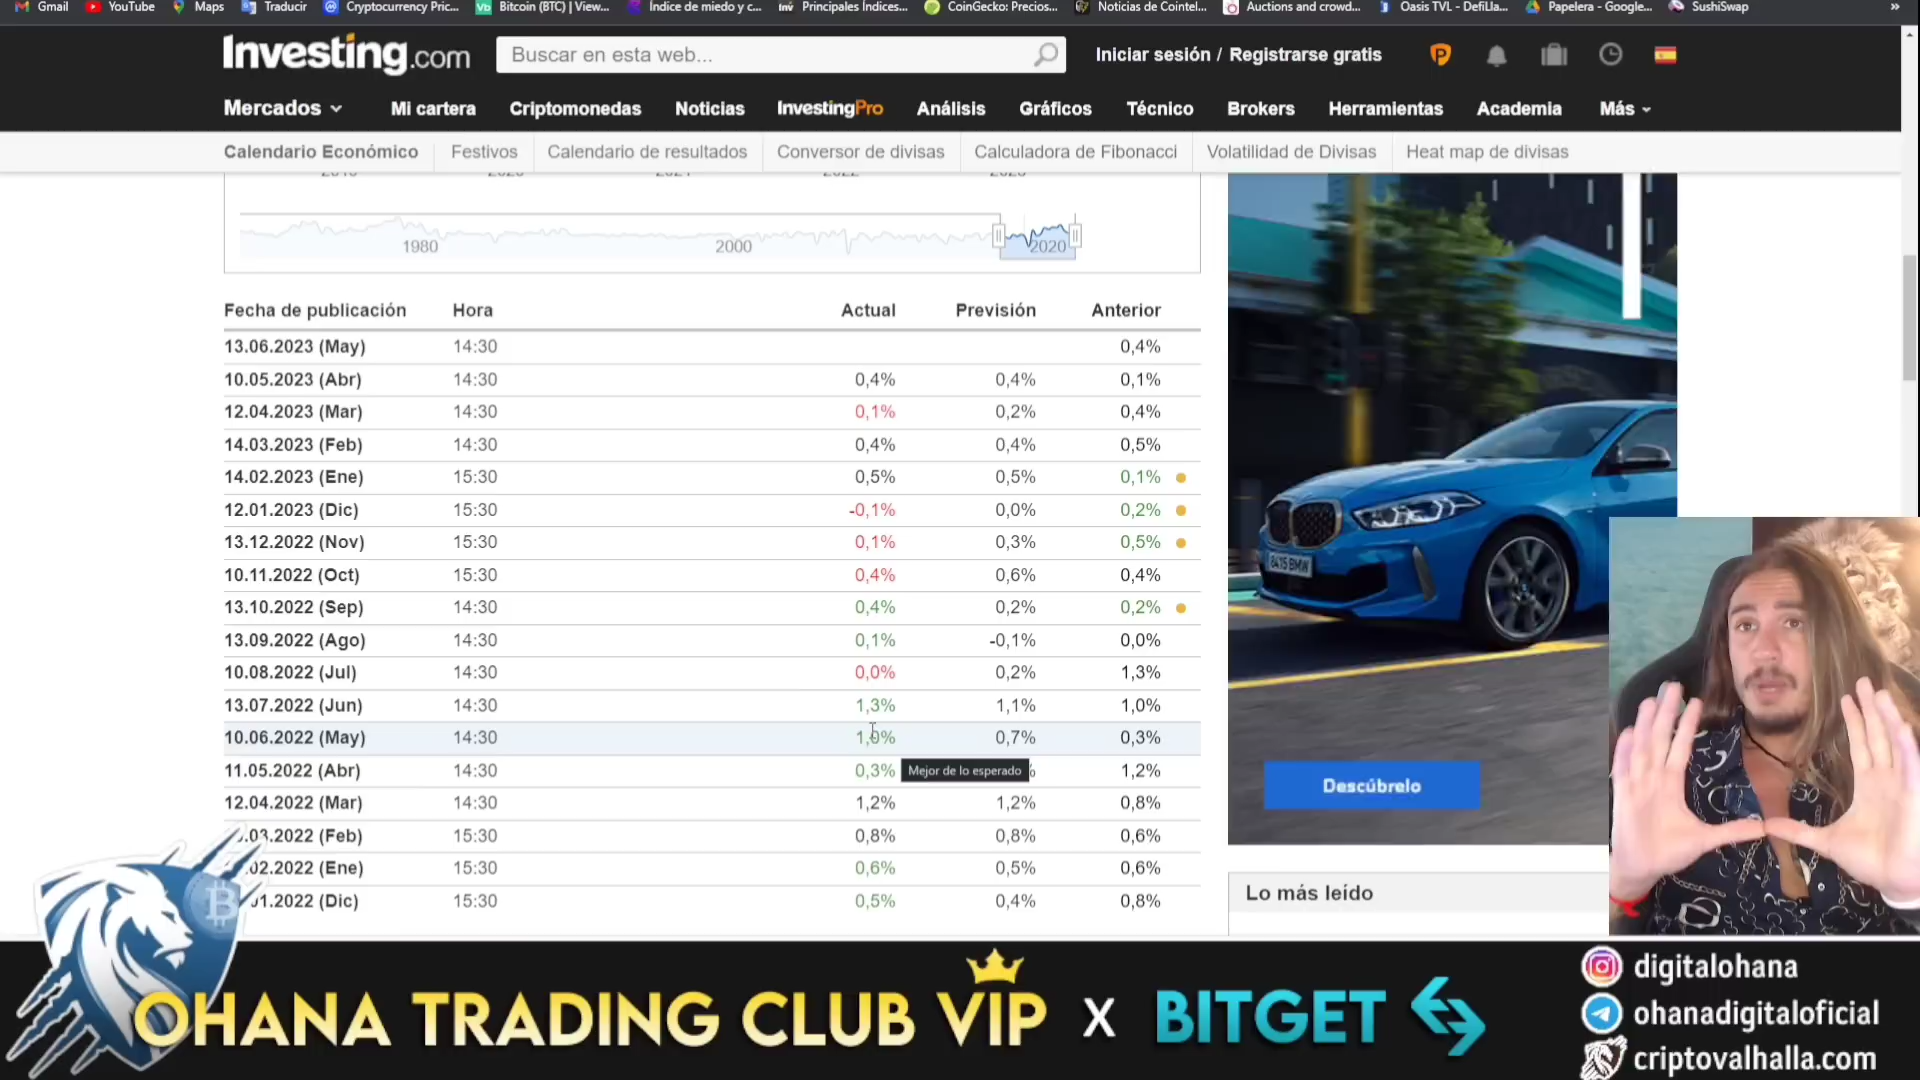 Gmail YouTube Maps Traducir Cryptocurrency Pric... Bitcoin (BTC) | View... Índice de miedo y c... Principales Índices... CoinGecko: Precios... Noticias de Cointel... Auctions and crowd... Oasis TVL - DefiLla... Papelera - Google... SushiSwap »
Investing.com Buscar en esta web... Iniciar sesión / Registrarse gratis
Mercados Mi cartera Criptomonedas Noticias InvestingPro Análisis Gráficos Técnico Brokers Herramientas Academia Más
Calendario Económico Festivos Calendario de resultados Conversor de divisas Calculadora de Fibonacci Volatilidad de Divisas Heat map de divisas
1980 2000 2020
Fecha de publicación Hora Actual Previsión Anterior
13.06.2023 (May) 14:30 0,4%
10.05.2023 (Abr) 14:30 0,4% 0,4% 0,1%
12.04.2023 (Mar) 14:30 0,1% 0,2% 0,4%
14.03.2023 (Feb) 14:30 0,4% 0,4% 0,5%
14.02.2023 (Ene) 15:30 0,5% 0,5% 0,1%
12.01.2023 (Dic) 15:30 -0,1% 0,0% 0,2%
13.12.2022 (Nov) 15:30 0,1% 0,3% 0,5%
10.11.2022 (Oct) 15:30 0,4% 0,6% 0,4%
13.10.2022 (Sep) 14:30 0,4% 0,2% 0,2%
13.09.2022 (Ago) 14:30 0,1% -0,1% 0,0%
10.08.2022 (Jul) 14:30 0,0% 0,2% 1,3%
13.07.2022 (Jun) 14:30 1,3% 1,1% 1,0%
10.06.2022 (May) 14:30 1,0% 0,7% 0,3%
11.05.2022 (Abr) 14:30 0,3% Mejor de lo esperado 1,2%
12.04.2022 (Mar) 14:30 1,2% 1,2% 0,8%
.03.2022 (Feb) 15:30 0,8% 0,8% 0,6%
.02.2022 (Ene) 15:30 0,6% 0,5% 0,6%
.01.2022 (Dic) 15:30 0,5% 0,4% 0,8%
Descúbrelo
Lo más leído
OHANA TRADING CLUB VIP X BITGET
digitalohana
ohanadigitaloficial
criptovalhalla.com